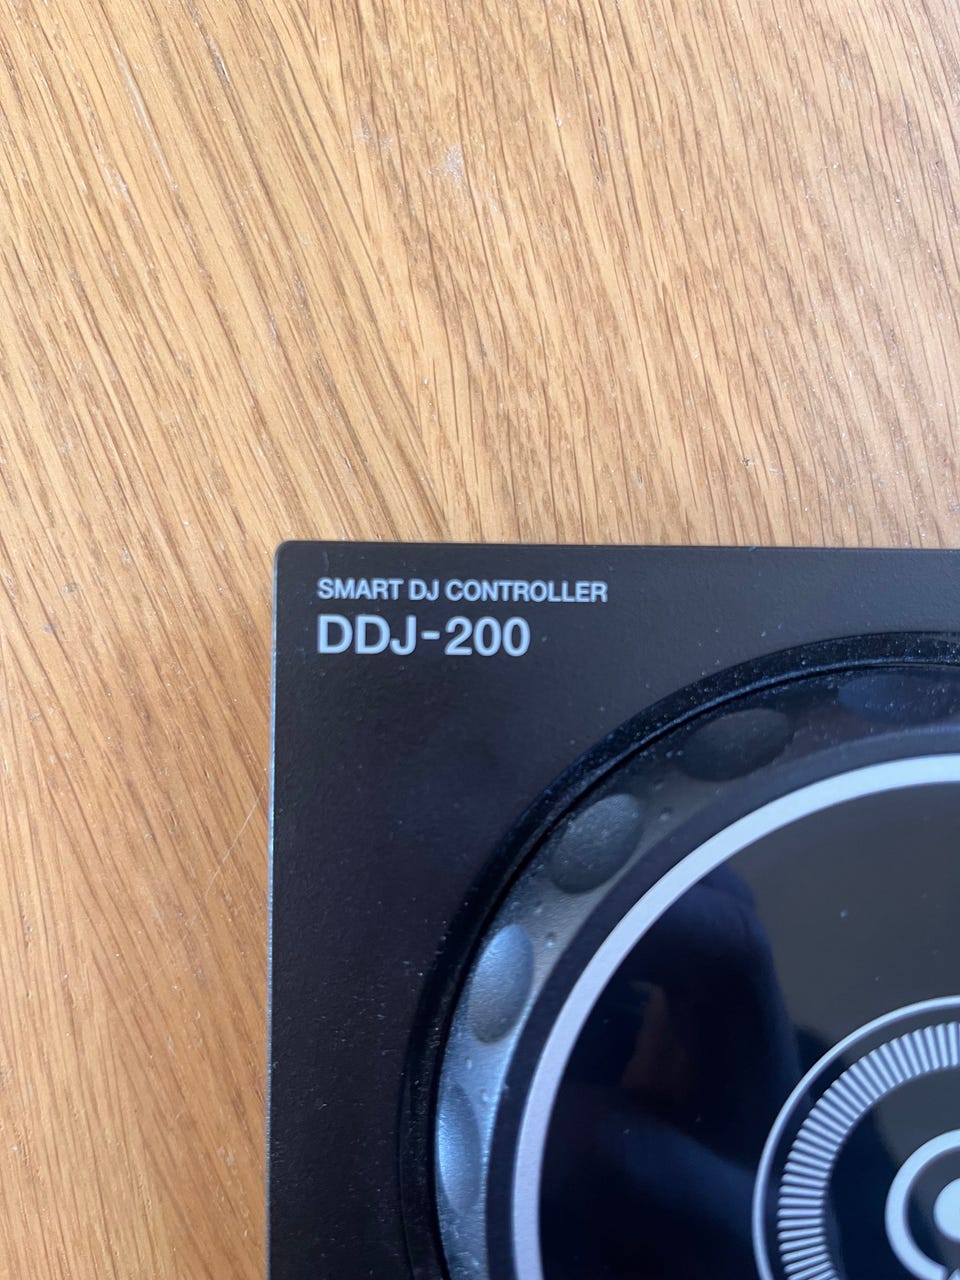 SMART DJ CONTROLLER
DDJ-200